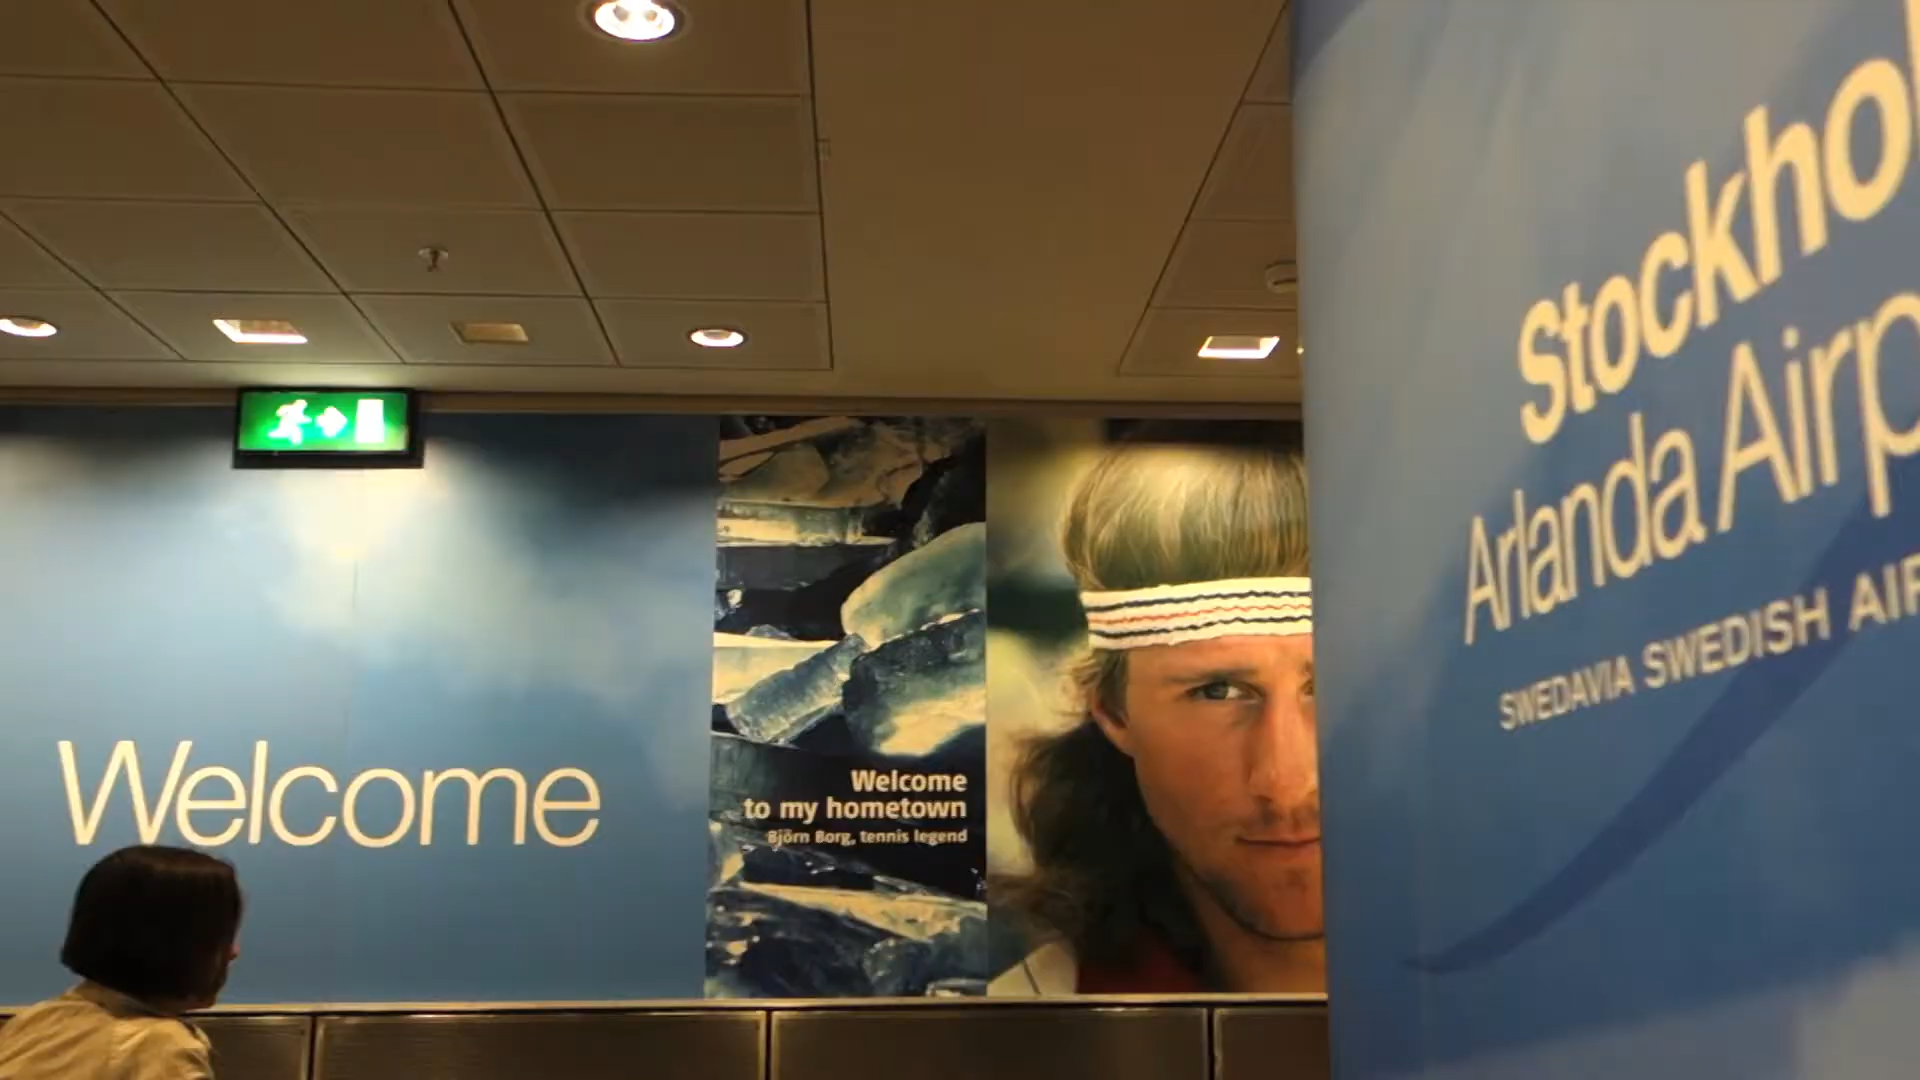 Welcome
Welcome
to my hometown
Björn Borg, tennis legend
Stockhol
Arlanda Airp
SWEDAVIA SWEDISH AIR